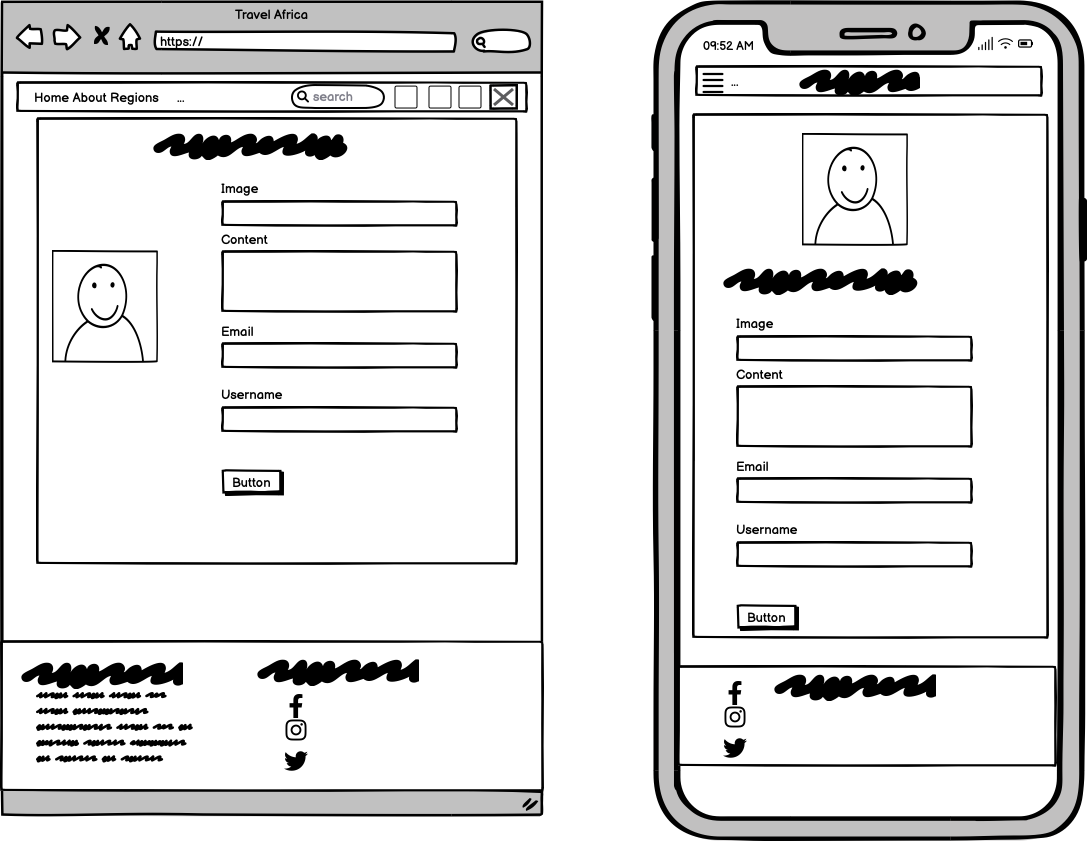 Travel Africa
https://
Home About Regions ...
search
Image
Content
Email
Username
Button
09:52 AM
...
Image
Content
Email
Username
Button